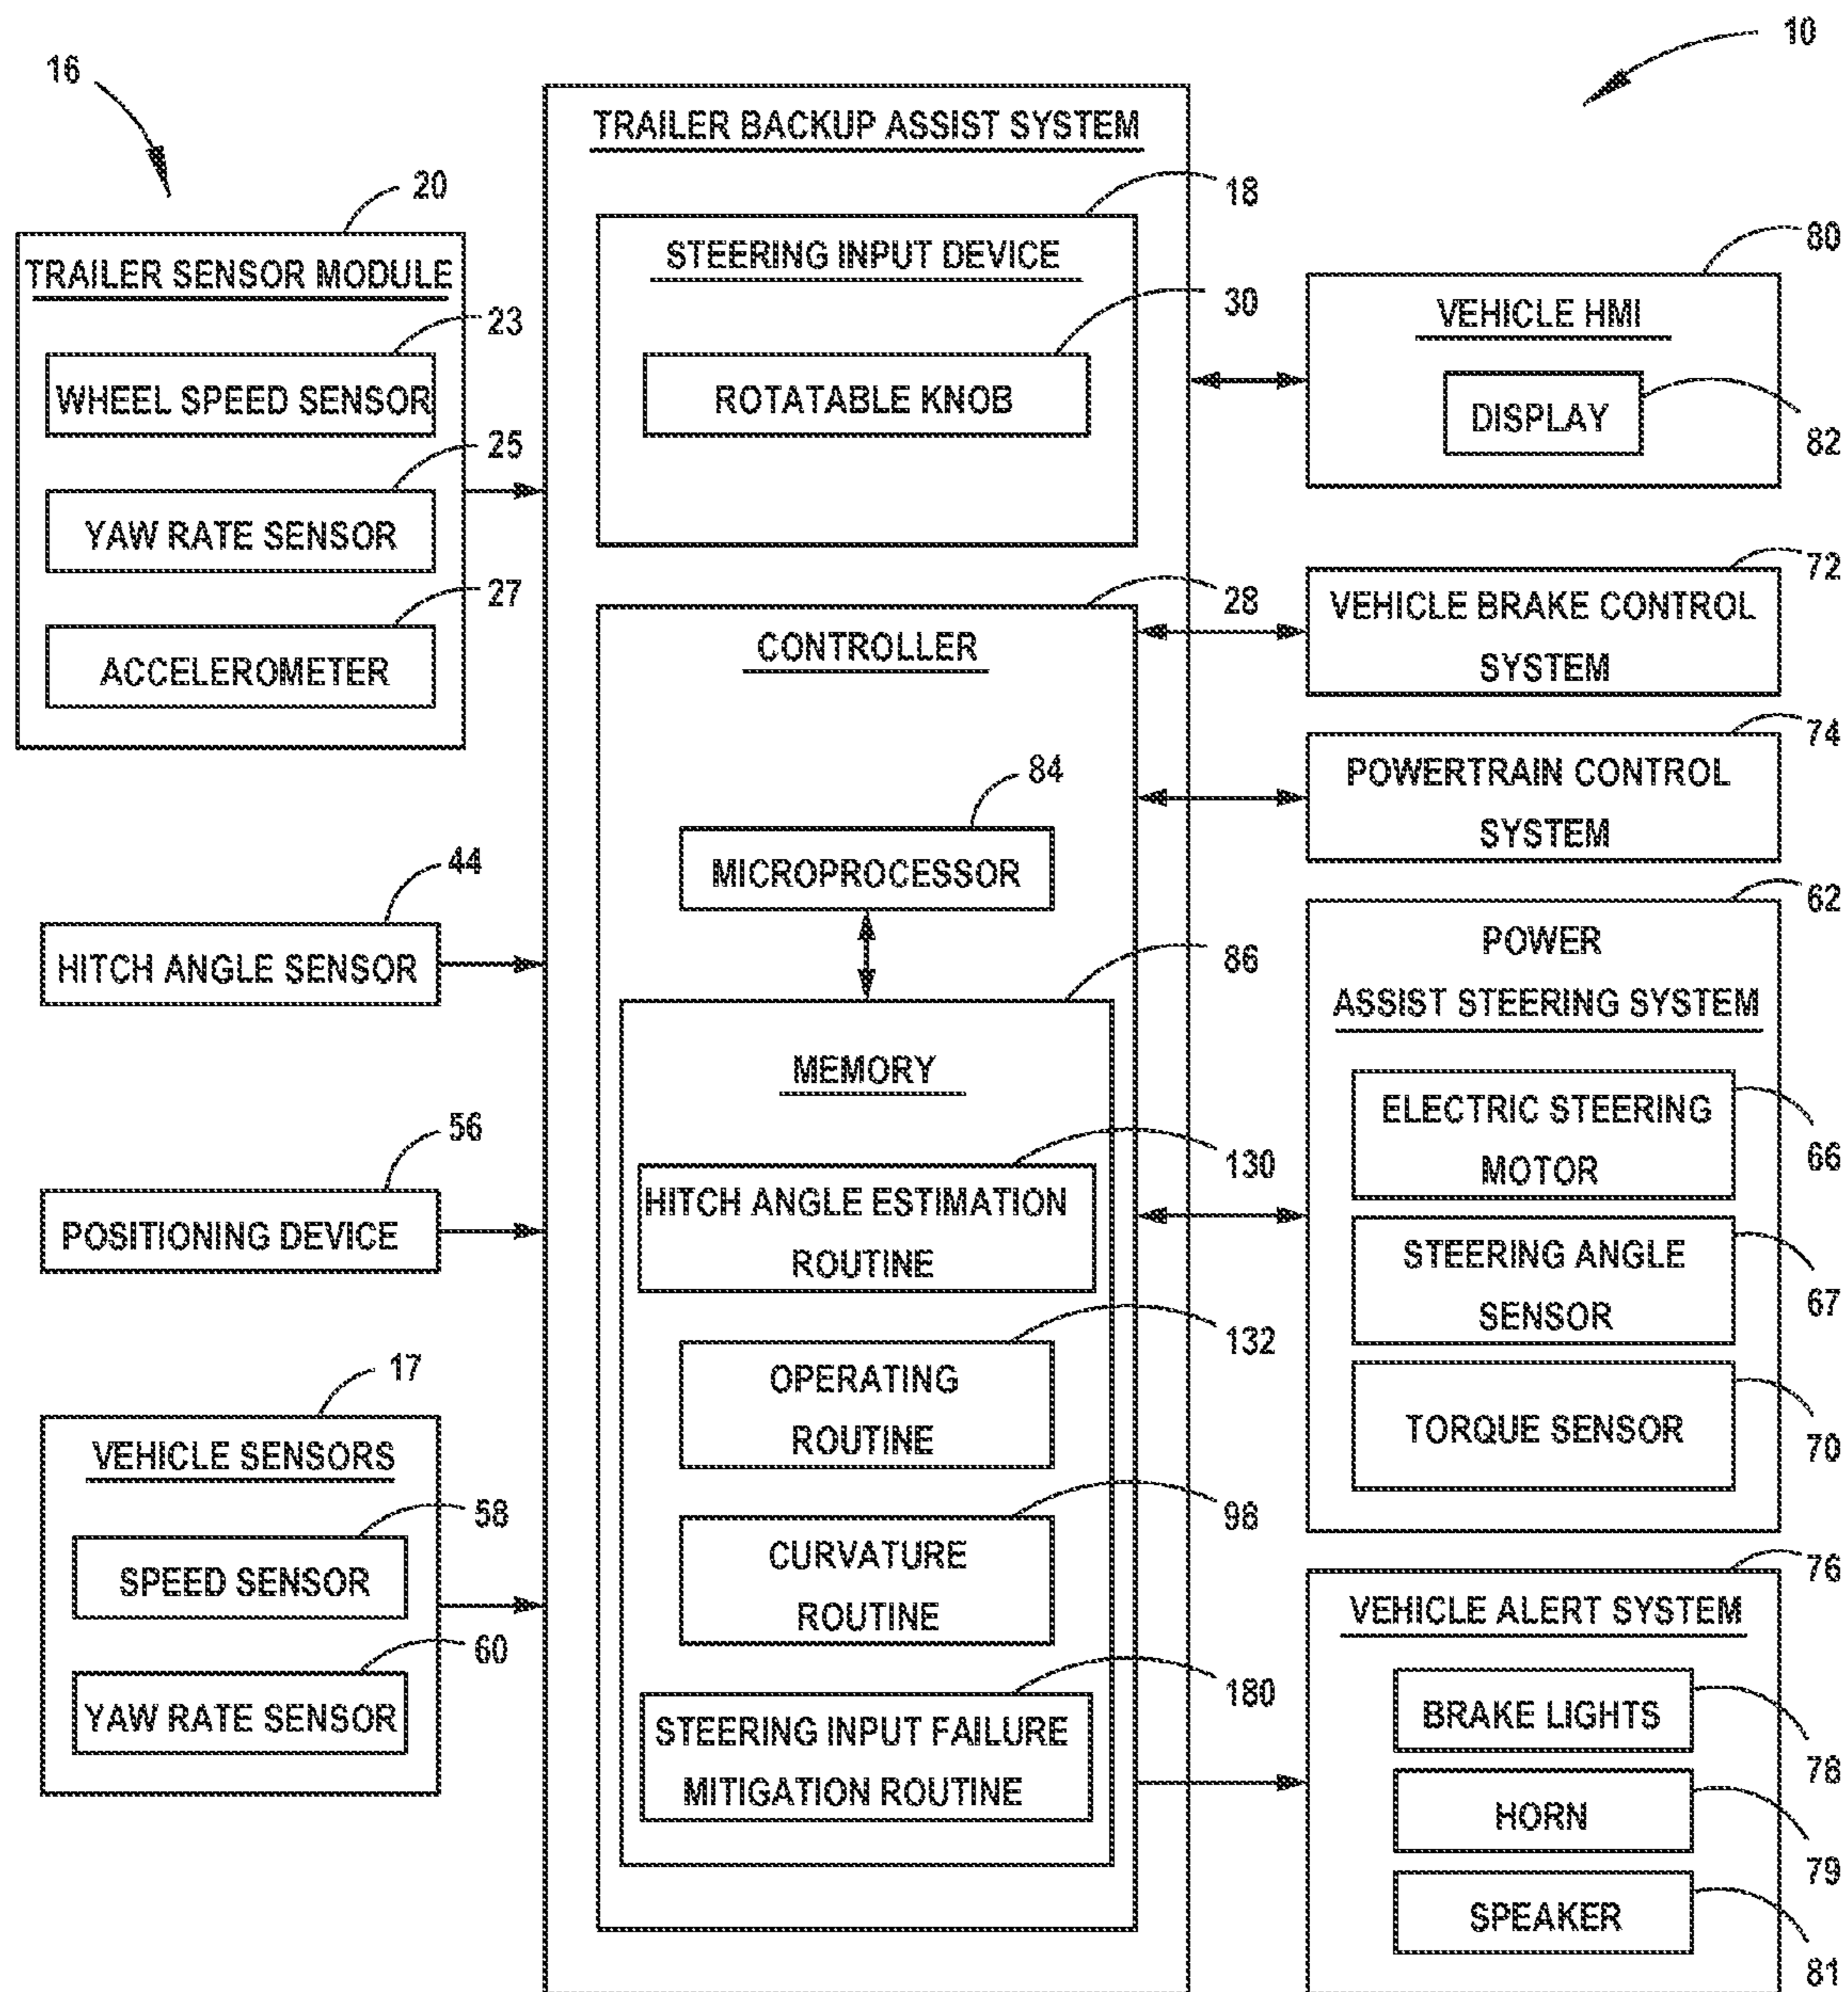 10
16
TRAILER BACKUP ASSIST SYSTEM
20
TRAILER SENSOR MODULE
23
WHEEL SPEED SENSOR
25
YAW RATE SENSOR
27
ACCELEROMETER
44
HITCH ANGLE SENSOR
56
POSITIONING DEVICE
17
VEHICLE SENSORS
58
SPEED SENSOR
60
YAW RATE SENSOR
18
STEERING INPUT DEVICE
30
ROTATABLE KNOB
28
CONTROLLER
84
MICROPROCESSOR
86
MEMORY
130
HITCH ANGLE ESTIMATION
ROUTINE
132
OPERATING
ROUTINE
98
CURVATURE
ROUTINE
180
STEERING INPUT FAILURE
MITIGATION ROUTINE
80
VEHICLE HMI
DISPLAY
82
72
VEHICLE BRAKE CONTROL
SYSTEM
74
POWERTRAIN CONTROL
SYSTEM
62
POWER
ASSIST STEERING SYSTEM
ELECTRIC STEERING
MOTOR
66
STEERING ANGLE
SENSOR
67
TORQUE SENSOR
70
76
VEHICLE ALERT SYSTEM
BRAKE LIGHTS
78
HORN
79
SPEAKER
81